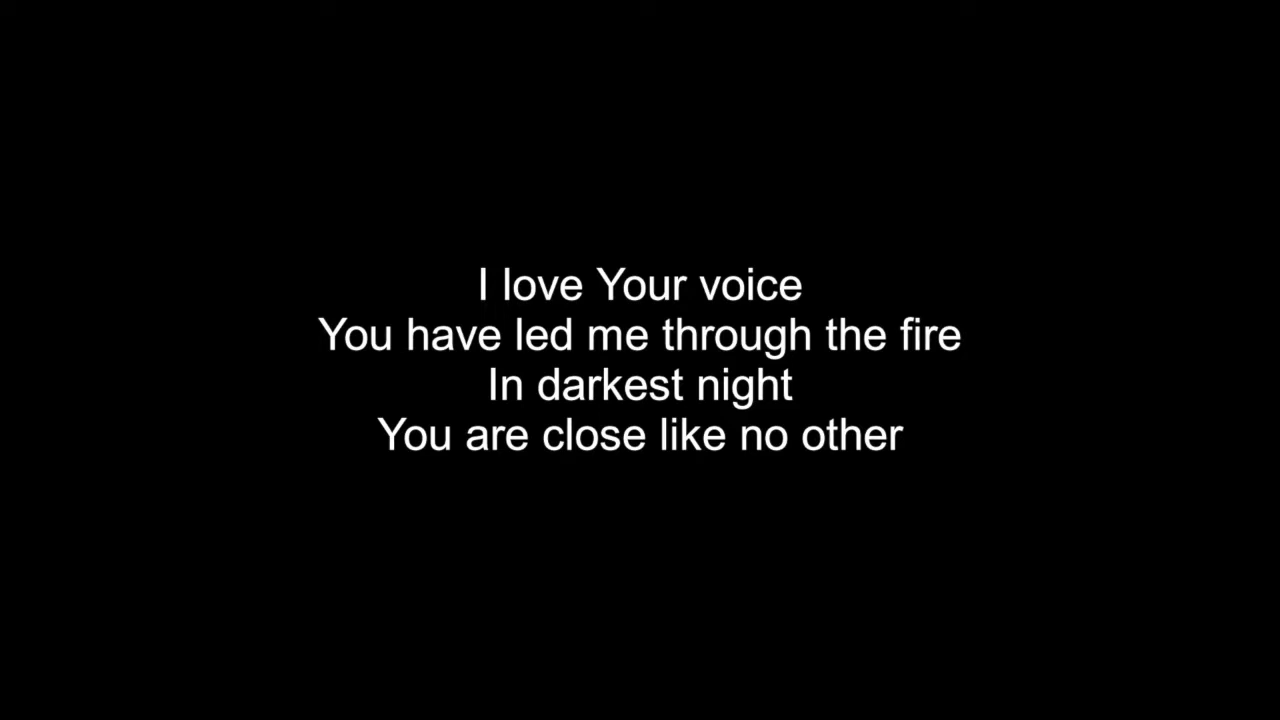 I love Your voice
You have led me through the fire
In darkest night
You are close like no other